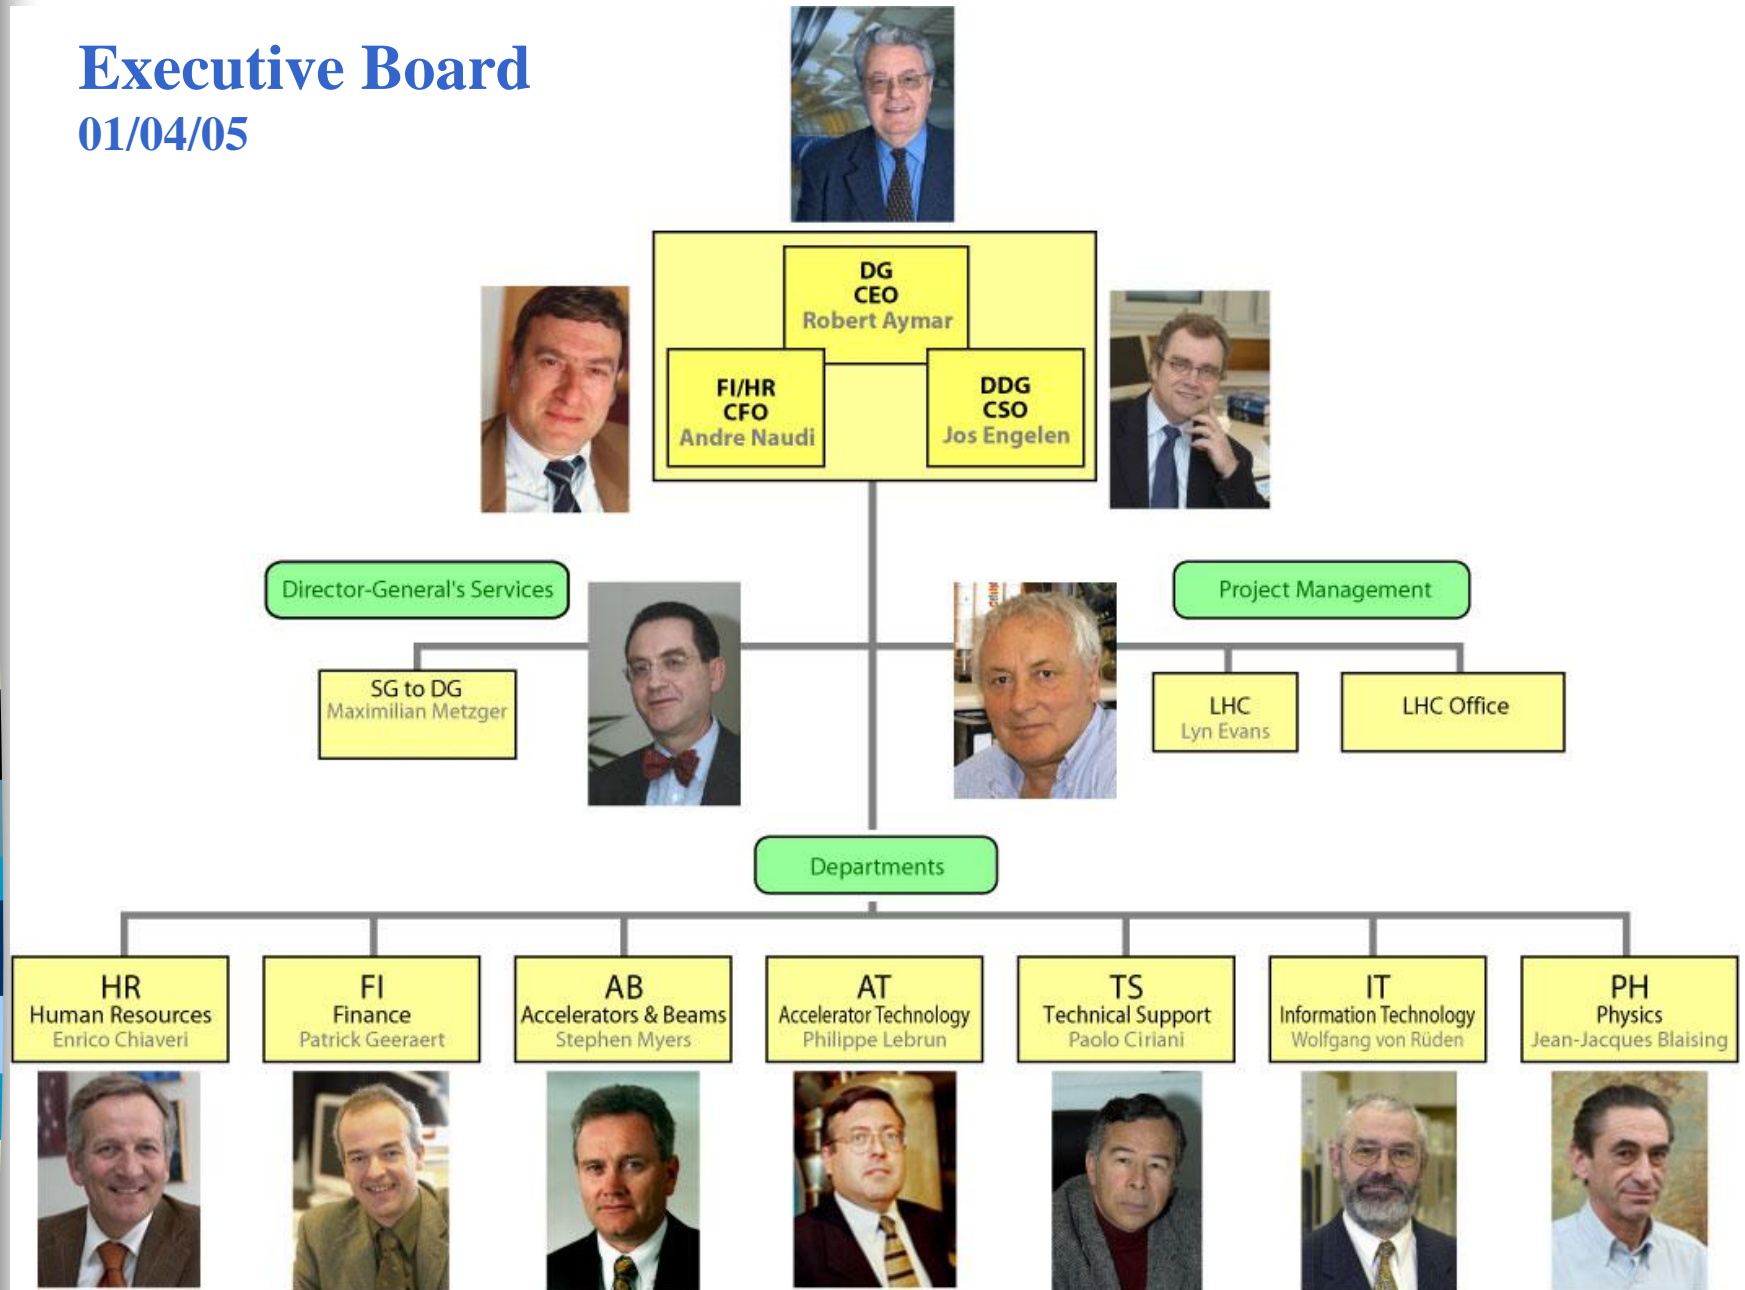 Executive Board
01/04/05
DG
CEO
Robert Aymar
FI/HR
CFO
Andre Naudi
DDG
CSO
Jos Engelen
Director-General's Services
Project Management
SG to DG
Maximilian Metzger
LHC
Lyn Evans
LHC Office
Departments
HR
Human Resources
Enrico Chiaveri
FI
Finance
Patrick Geeraert
AB
Accelerators & Beams
Stephen Myers
AT
Accelerator Technology
Philippe Lebrun
TS
Technical Support
Paolo Ciriani
IT
Information Technology
Wolfgang von Rüden
PH
Physics
Jean-Jacques Blaising